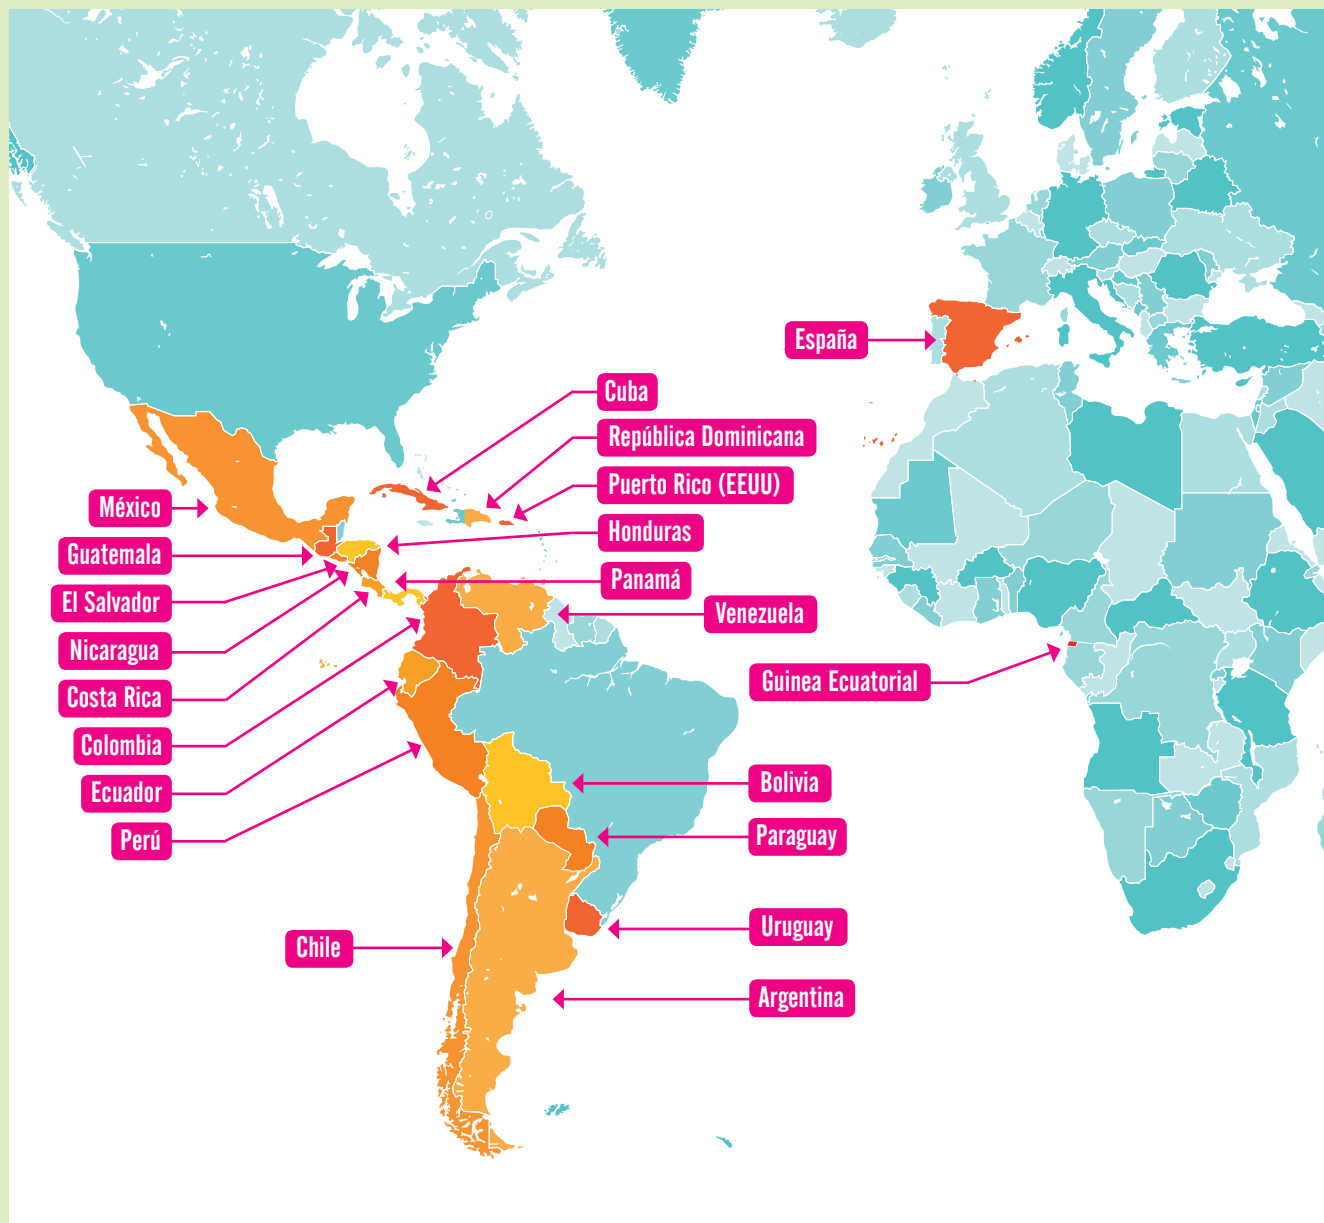 España
Cuba
República Dominicana
Puerto Rico (EEUU)
México
Honduras
Guatemala
Panamá
El Salvador
Venezuela
Nicaragua
Guinea Ecuatorial
Costa Rica
Colombia
Bolivia
Ecuador
Perú
Paraguay
Uruguay
Chile
Argentina